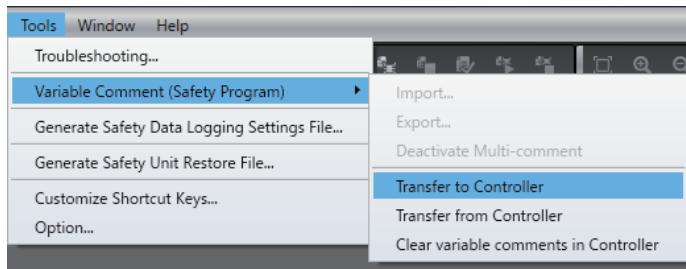 Tools Window Help
Troubleshooting...
Variable Comment (Safety Program)
Generate Safety Data Logging Settings File...
Generate Safety Unit Restore File...
Customize Shortcut Keys...
Option...
Import...
Export...
Deactivate Multi-comment
Transfer to Controller
Transfer from Controller
Clear variable comments in Controller